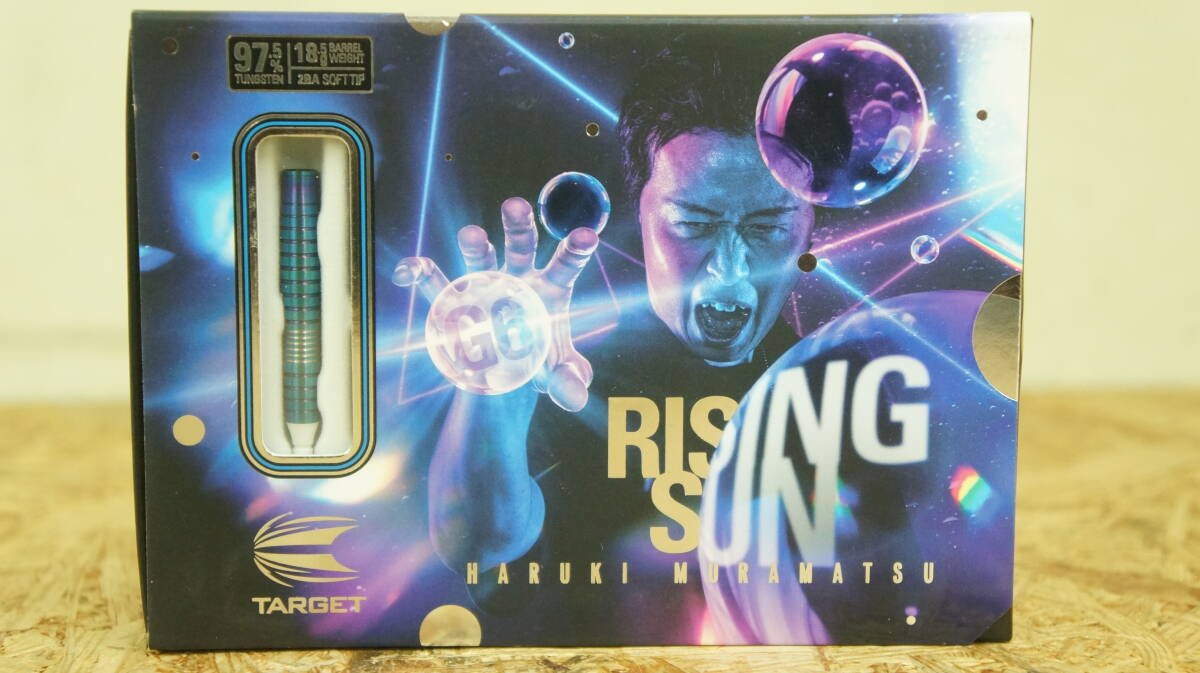 97.5% TUNGSTEN
18.5g BARREL WEIGHT
2BA SOFT TIP
G6
RISING
SUN
HARUKI MURAMATSU
TARGET